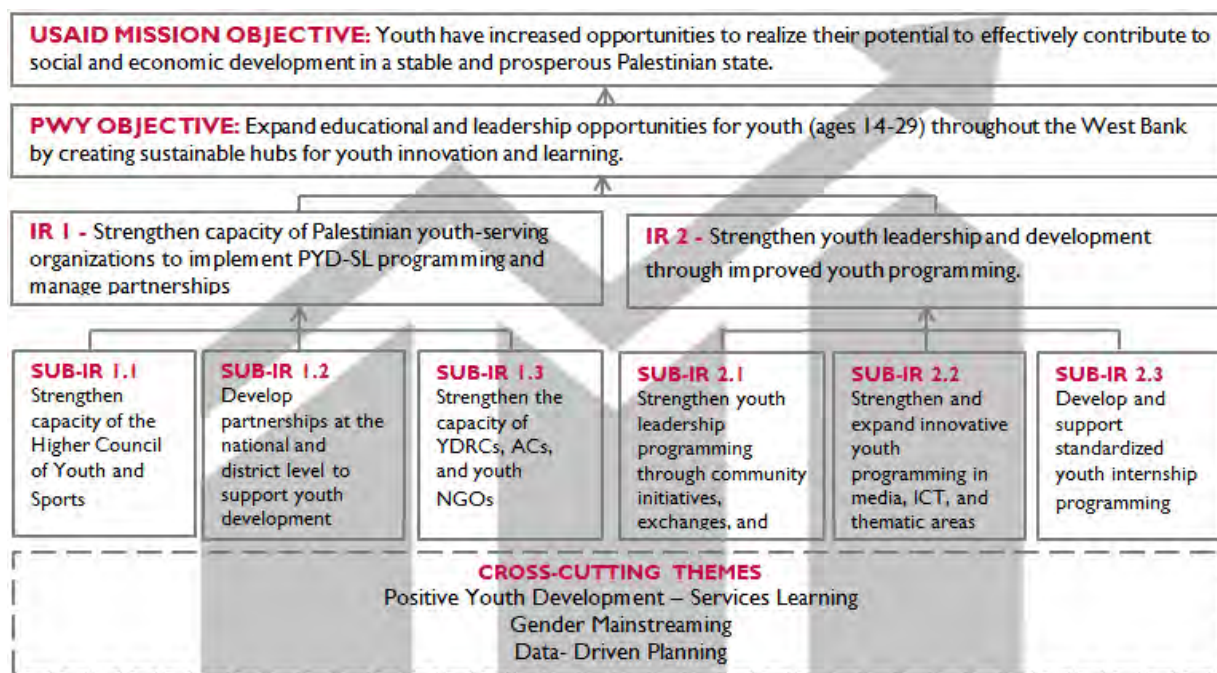 USAID MISSION OBJECTIVE: Youth have increased opportunities to realize their potential to effectively contribute to
social and economic development in a stable and prosperous Palestinian state.
PWY OBJECTIVE: Expand educational and leadership opportunities for youth (ages 14-29) throughout the West Bank
by creating sustainable hubs for youth innovation and learning.
IR 1 - Strengthen capacity of Palestinian youth-serving
organizations to implement PYD-SL programming and
manage partnerships
IR 2 - Strengthen youth leadership and development
through improved youth programming.
SUB-IR 1.1
Strengthen
capacity of the
Higher Council
of Youth and
Sports
SUB-IR 1.2
Develop
partnerships at the
national and
district level to
support youth
development
SUB-IR 1.3
Strengthen the
capacity of
YDRCs, ACs,
and youth
NGOs
SUB-IR 2.1
Strengthen youth
leadership
programming
through community
initiatives,
exchanges, and
SUB-IR 2.2
Strengthen and
expand innovative
youth
programming in
media, ICT, and
thematic areas
SUB-IR 2.3
Develop and
support
standardized
youth internship
programming
CROSS-CUTTING THEMES
Positive Youth Development – Services Learning
Gender Mainstreaming
Data- Driven Planning